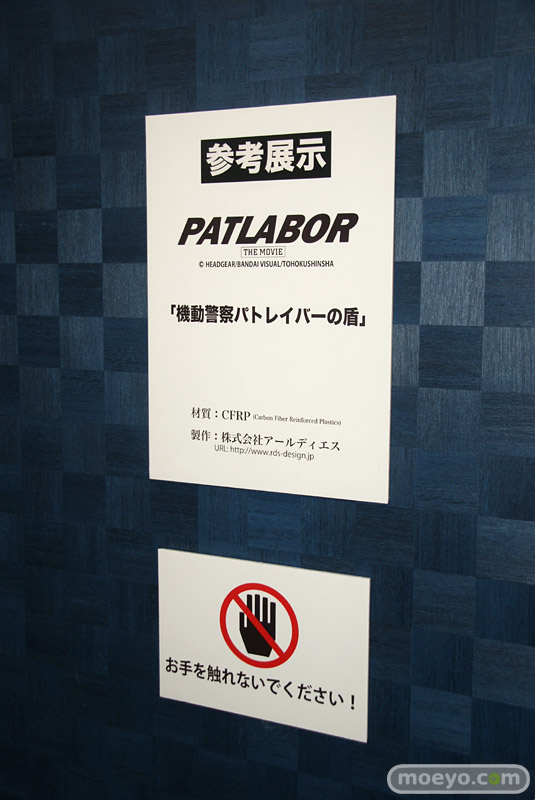 参考展示
PATLABOR
THE MOVIE
© HEADGEAR/BANDAI VISUAL/TOHOKUSHINSHA
「機動警察パトレイバーの盾」
材質：CFRP (Carbon Fiber Reinforced Plastics)
製作：株式会社アールディエス
URL: http://www.rds-design.jp
お手を触れないでください！
moeyo.com